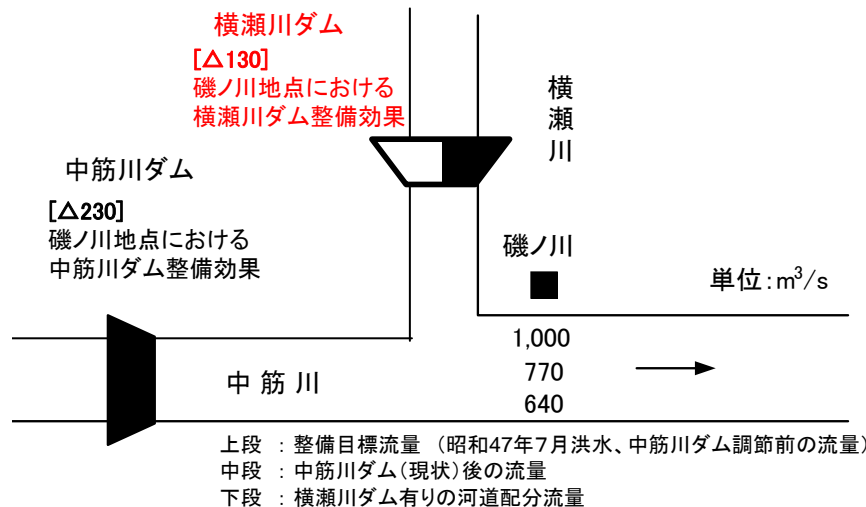 横瀬川ダム
[△130]
磯ノ川地点における
横瀬川ダム整備効果
横瀬川
中筋川ダム
[△230]
磯ノ川地点における
中筋川ダム整備効果
磯ノ川
単位:m³/s
1,000
770
640
中筋川
上段 : 整備目標流量 (昭和47年7月洪水、中筋川ダム調節前の流量)
中段 : 中筋川ダム(現状)後の流量
下段 : 横瀬川ダム有りの河道配分流量